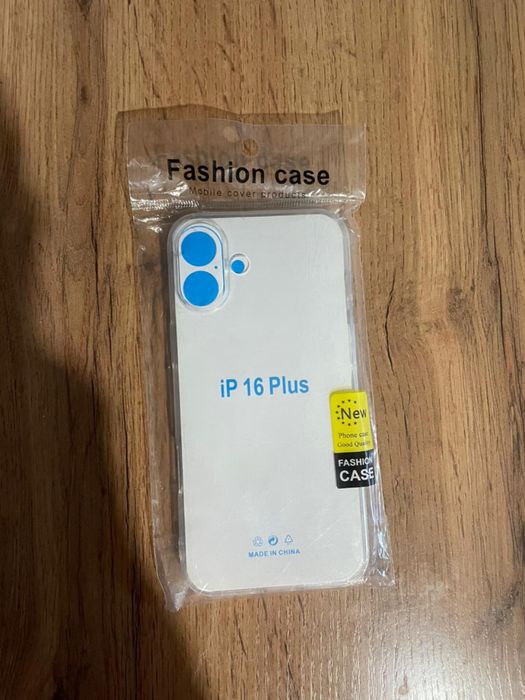 Fashion case
Mobile cover products
iP 16 Plus
New
Phone case
Good Quality
FASHION
CASE
MADE IN CHINA